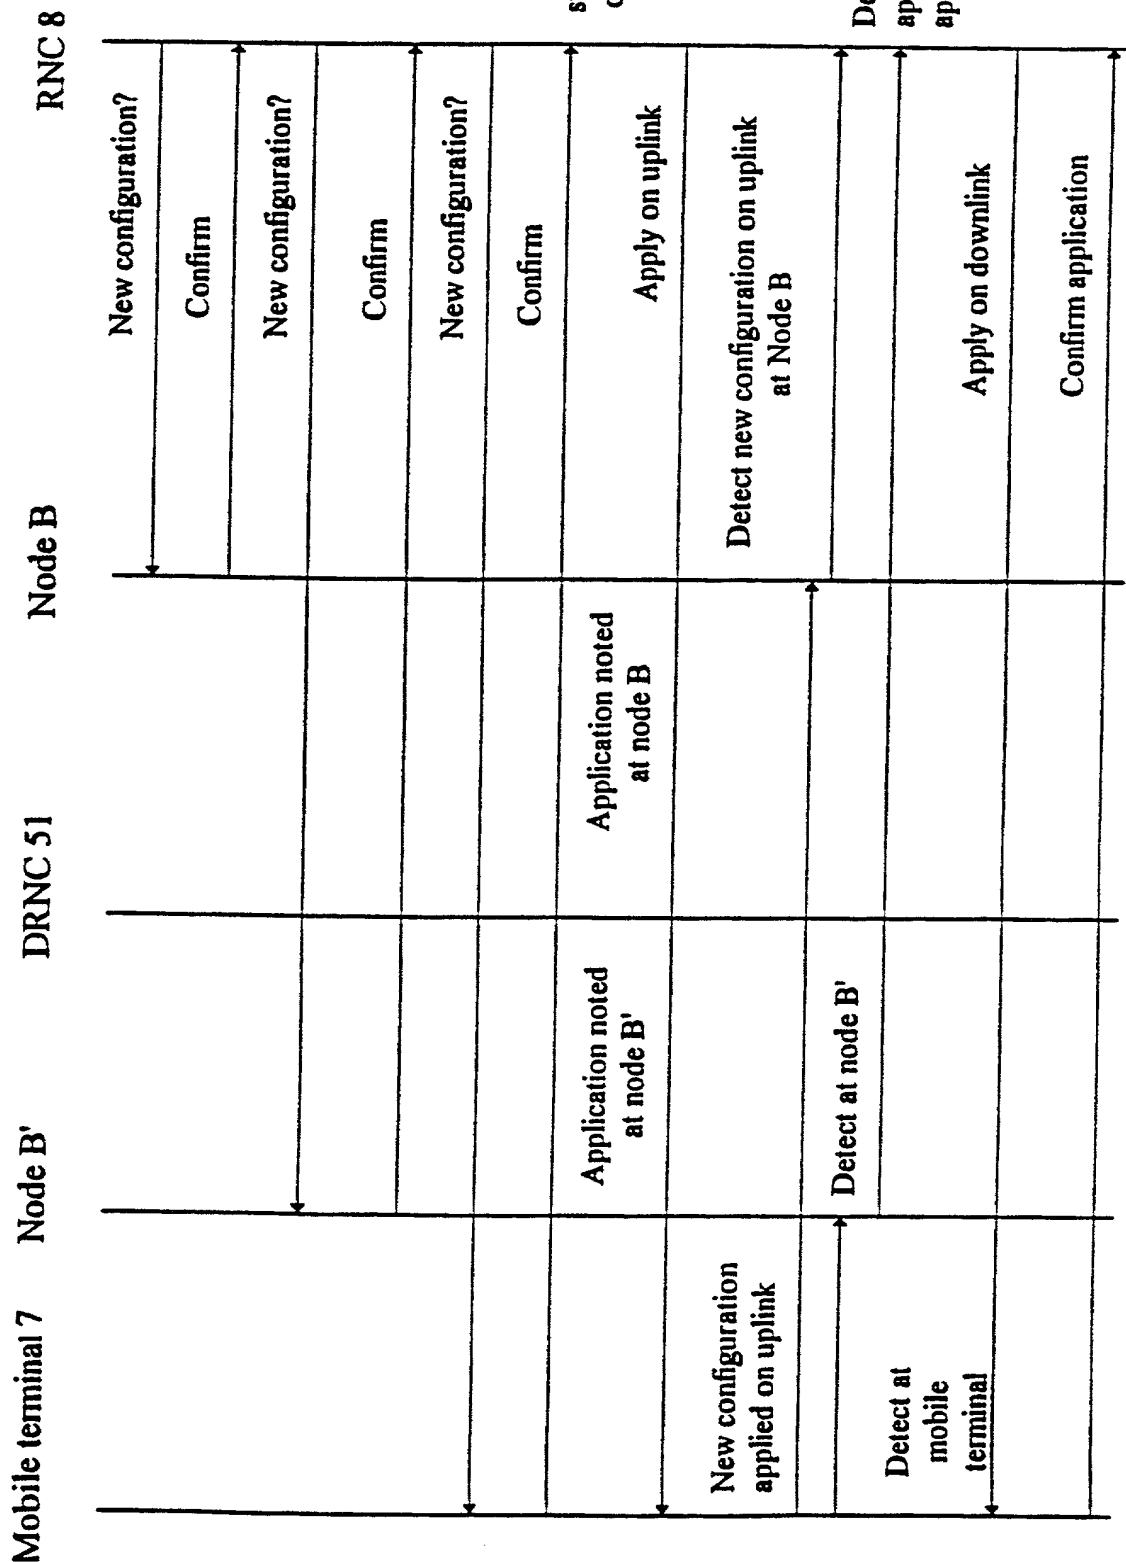 Mobile terminal 7
Node B'
DRNC 51
Node B
RNC 8
New configuration?
Confirm
New configuration?
Confirm
New configuration?
Confirm
Application noted
at node B'
Application noted
at node B
Apply on uplink
New configuration
applied on uplink
Detect new configuration on uplink
at Node B
Detect at node B'
Detect at
mobile
terminal
Apply on downlink
Confirm application